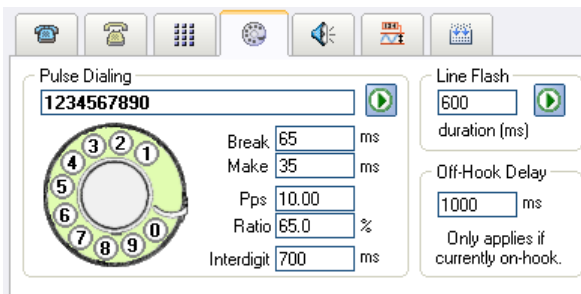 Pulse Dialing
1234567890
1
2
3
4
5
6
7
8
9
0
Break 65 ms
Make 35 ms
Pps 10.00
Ratio 65.0 %
Interdigit 700 ms
Line Flash
600
duration (ms)
Off-Hook Delay
1000 ms
Only applies if
currently on-hook.